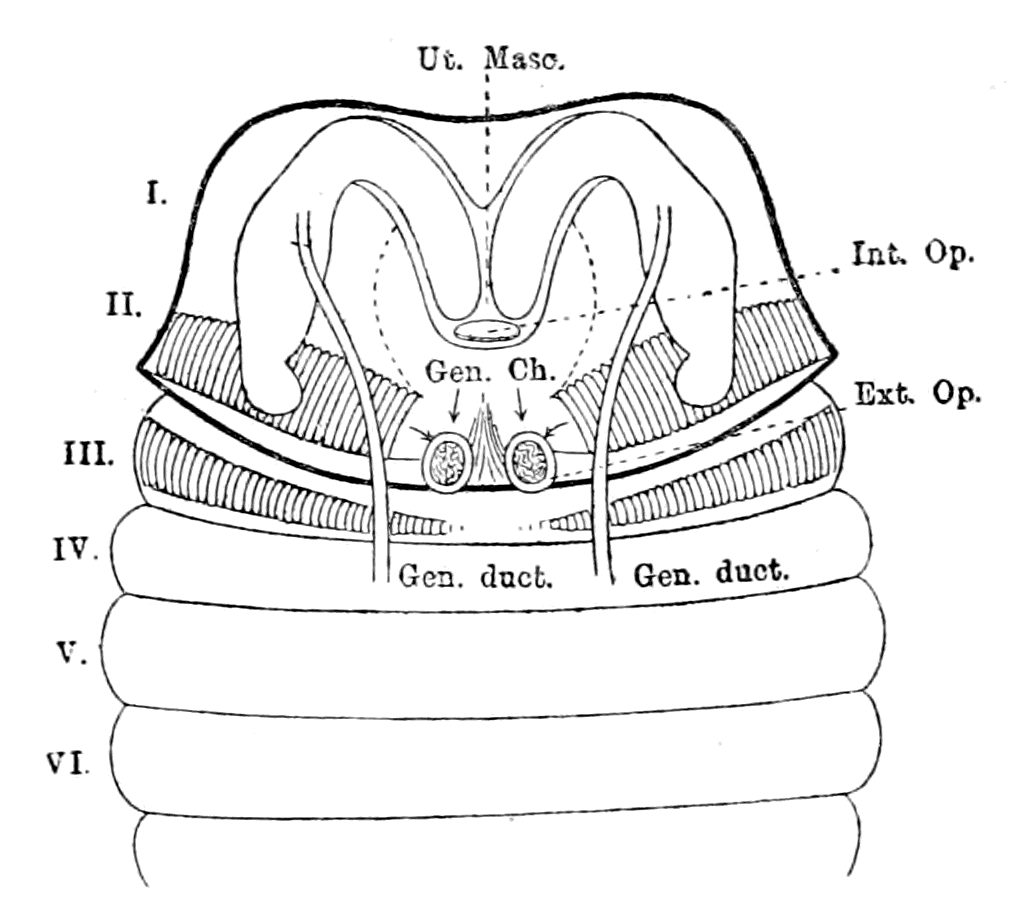 Ut. Masc.
I.
Int. Op.
II.
Gen. Ch.
Ext. Op.
III.
IV.
Gen. duct.
Gen. duct.
V.
VI.